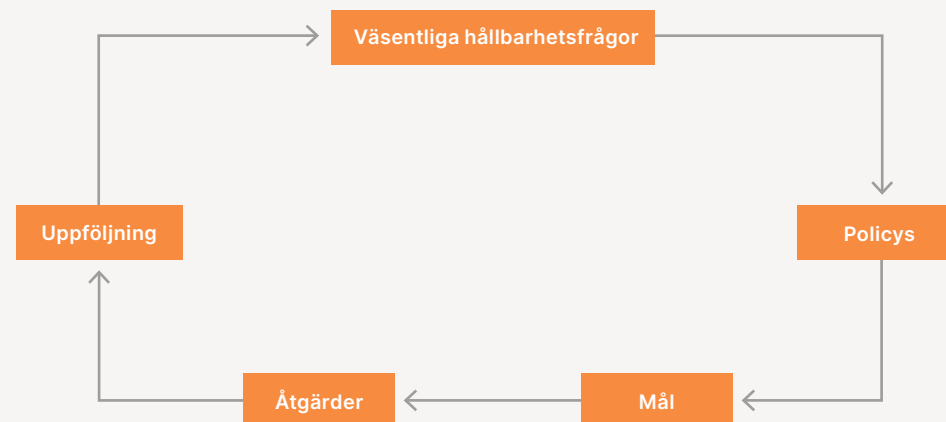 Väsentliga hållbarhetsfrågor
Uppföljning
Policys
Åtgärder
Mål